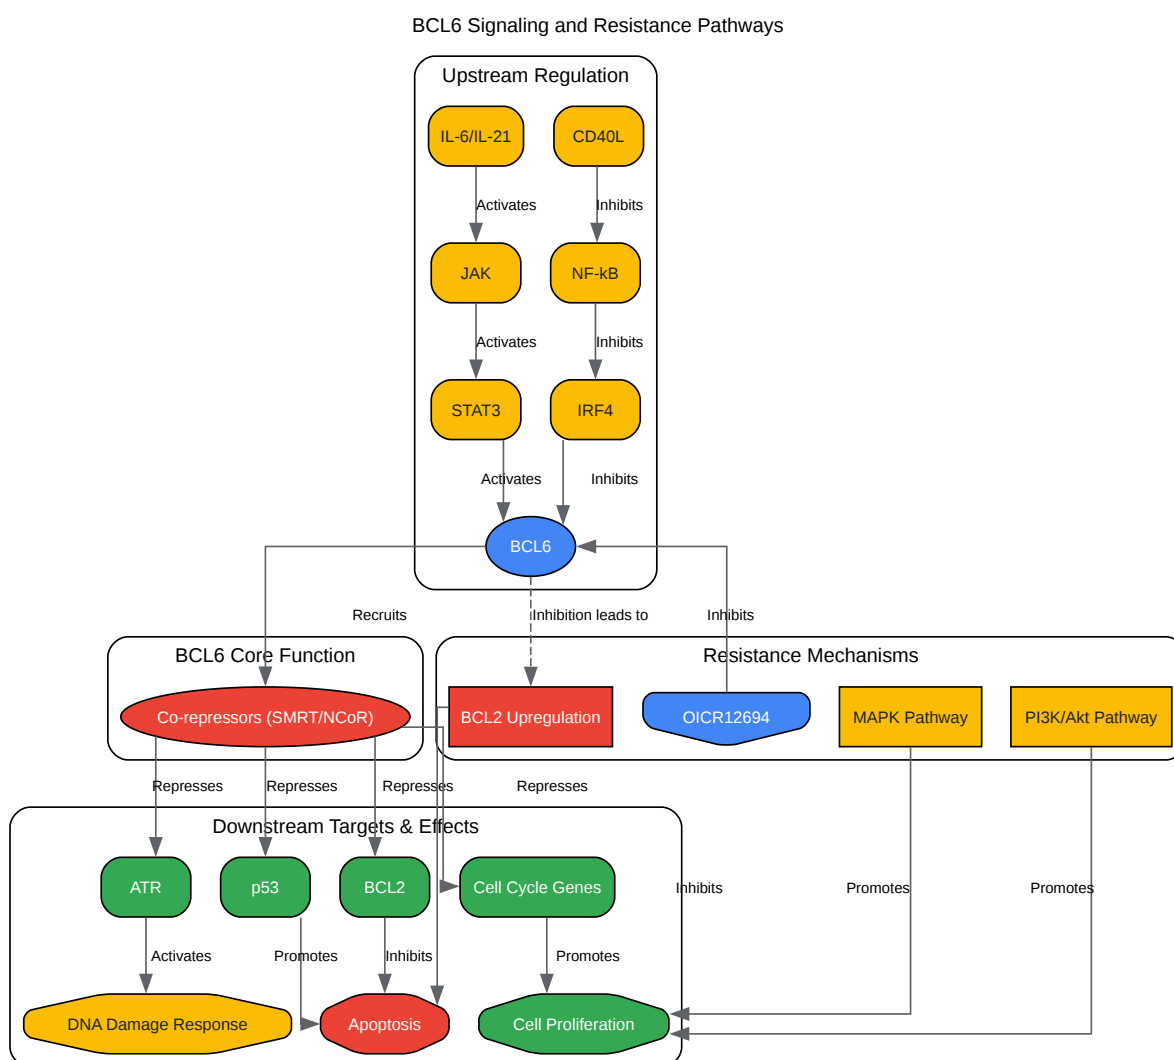 BCL6 Signaling and Resistance Pathways
Upstream Regulation
IL-6/IL-21
CD40L
Activates
Inhibits
JAK
NF-kB
Activates
Inhibits
STAT3
IRF4
Activates
Inhibits
BCL6
Recruits
Inhibition leads to
Inhibits
BCL6 Core Function
Resistance Mechanisms
Co-repressors (SMRT/NCoR)
BCL2 Upregulation
OICR12694
MAPK Pathway
PI3K/Akt Pathway
Represses
Represses
Represses
Represses
Downstream Targets & Effects
ATR
p53
BCL2
Cell Cycle Genes
Inhibits
Promotes
Promotes
Activates
Promotes
Inhibits
Promotes
DNA Damage Response
Apoptosis
Cell Proliferation